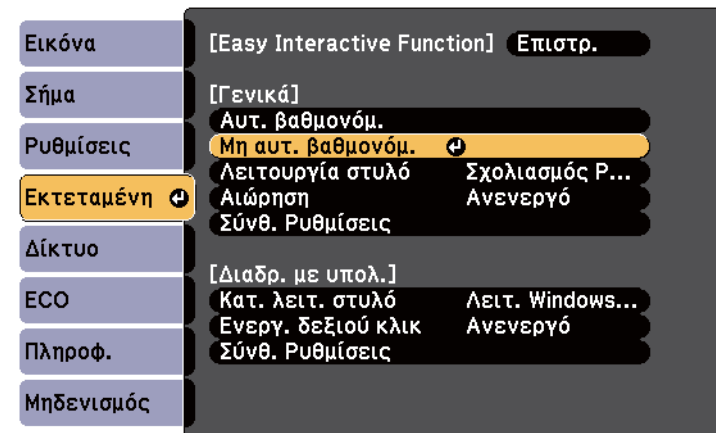 Εικόνα
Σήμα
Ρυθμίσεις
Εκτεταμένη
Δίκτυο
ECO
Πληροφ.
Μηδενισμός
[Easy Interactive Function] Επιστρ.
[Γενικά]
Αυτ. βαθμονόμ.
Μη αυτ. βαθμονόμ.
Λειτουργία στυλό Σχολιασμός P...
Αιώρηση Ανενεργό
Σύνθ. Ρυθμίσεις
[Διαδρ. με υπολ.]
Κατ. λειτ. στυλό Λειτ. Windows...
Ενεργ. δεξιού κλικ Ανενεργό
Σύνθ. Ρυθμίσεις